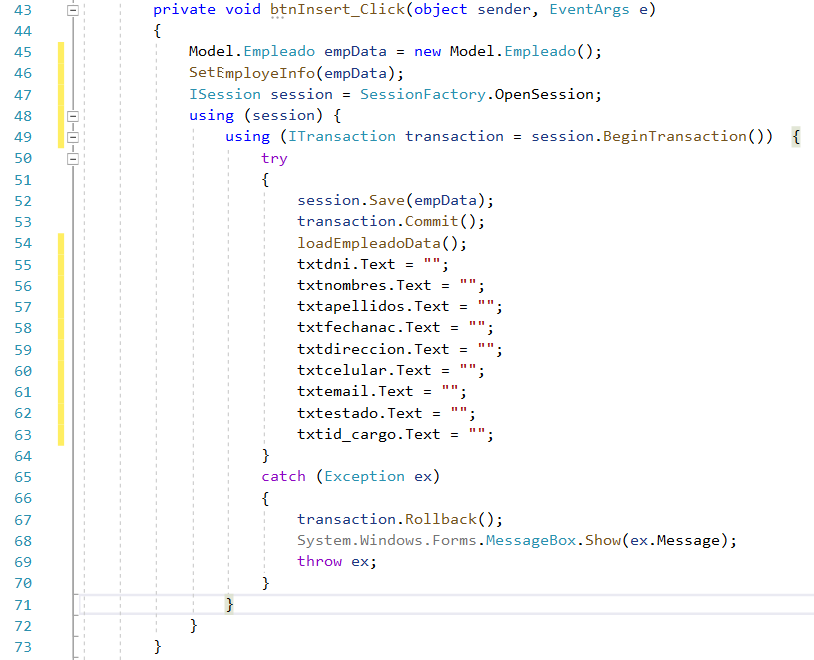 43 private void btnInsert_Click(object sender, EventArgs e)
44 {
45 Model.Empleado empData = new Model.Empleado();
46 SetEmployeInfo(empData);
47 ISession session = SessionFactory.OpenSession;
48 using (session) {
49 using (ITransaction transaction = session.BeginTransaction()) {
50 try
51 {
52 session.Save(empData);
53 transaction.Commit();
54 loadEmpleadoData();
55 txtdni.Text = "";
56 txtnombres.Text = "";
57 txtapellidos.Text = "";
58 txtfechanac.Text = "";
59 txtdireccion.Text = "";
60 txtcelular.Text = "";
61 txtemail.Text = "";
62 txtestado.Text = "";
63 txtid_cargo.Text = "";
64 }
65 catch (Exception ex)
66 {
67 transaction.Rollback();
68 System.Windows.Forms.MessageBox.Show(ex.Message);
69 throw ex;
70 }
71 }
72 }
73 }